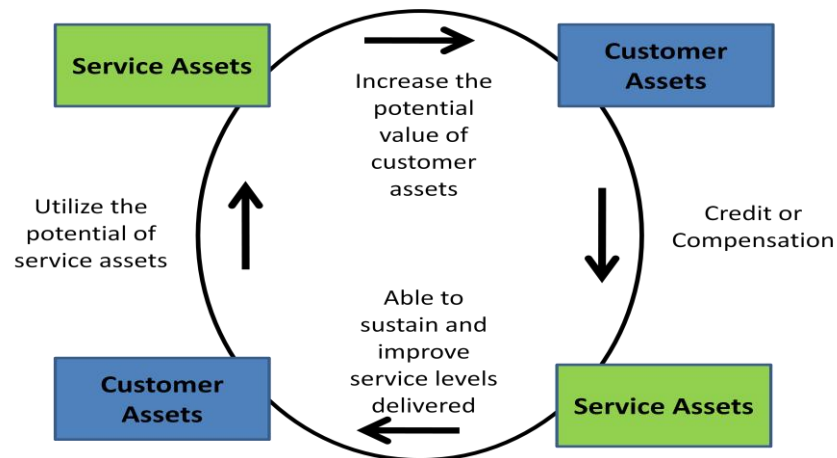 Service Assets
Increase the
potential
value of
customer
assets
Customer
Assets
Credit or
Compensation
Service Assets
Able to
sustain and
improve
service levels
delivered
Customer
Assets
Utilize the
potential of
service assets